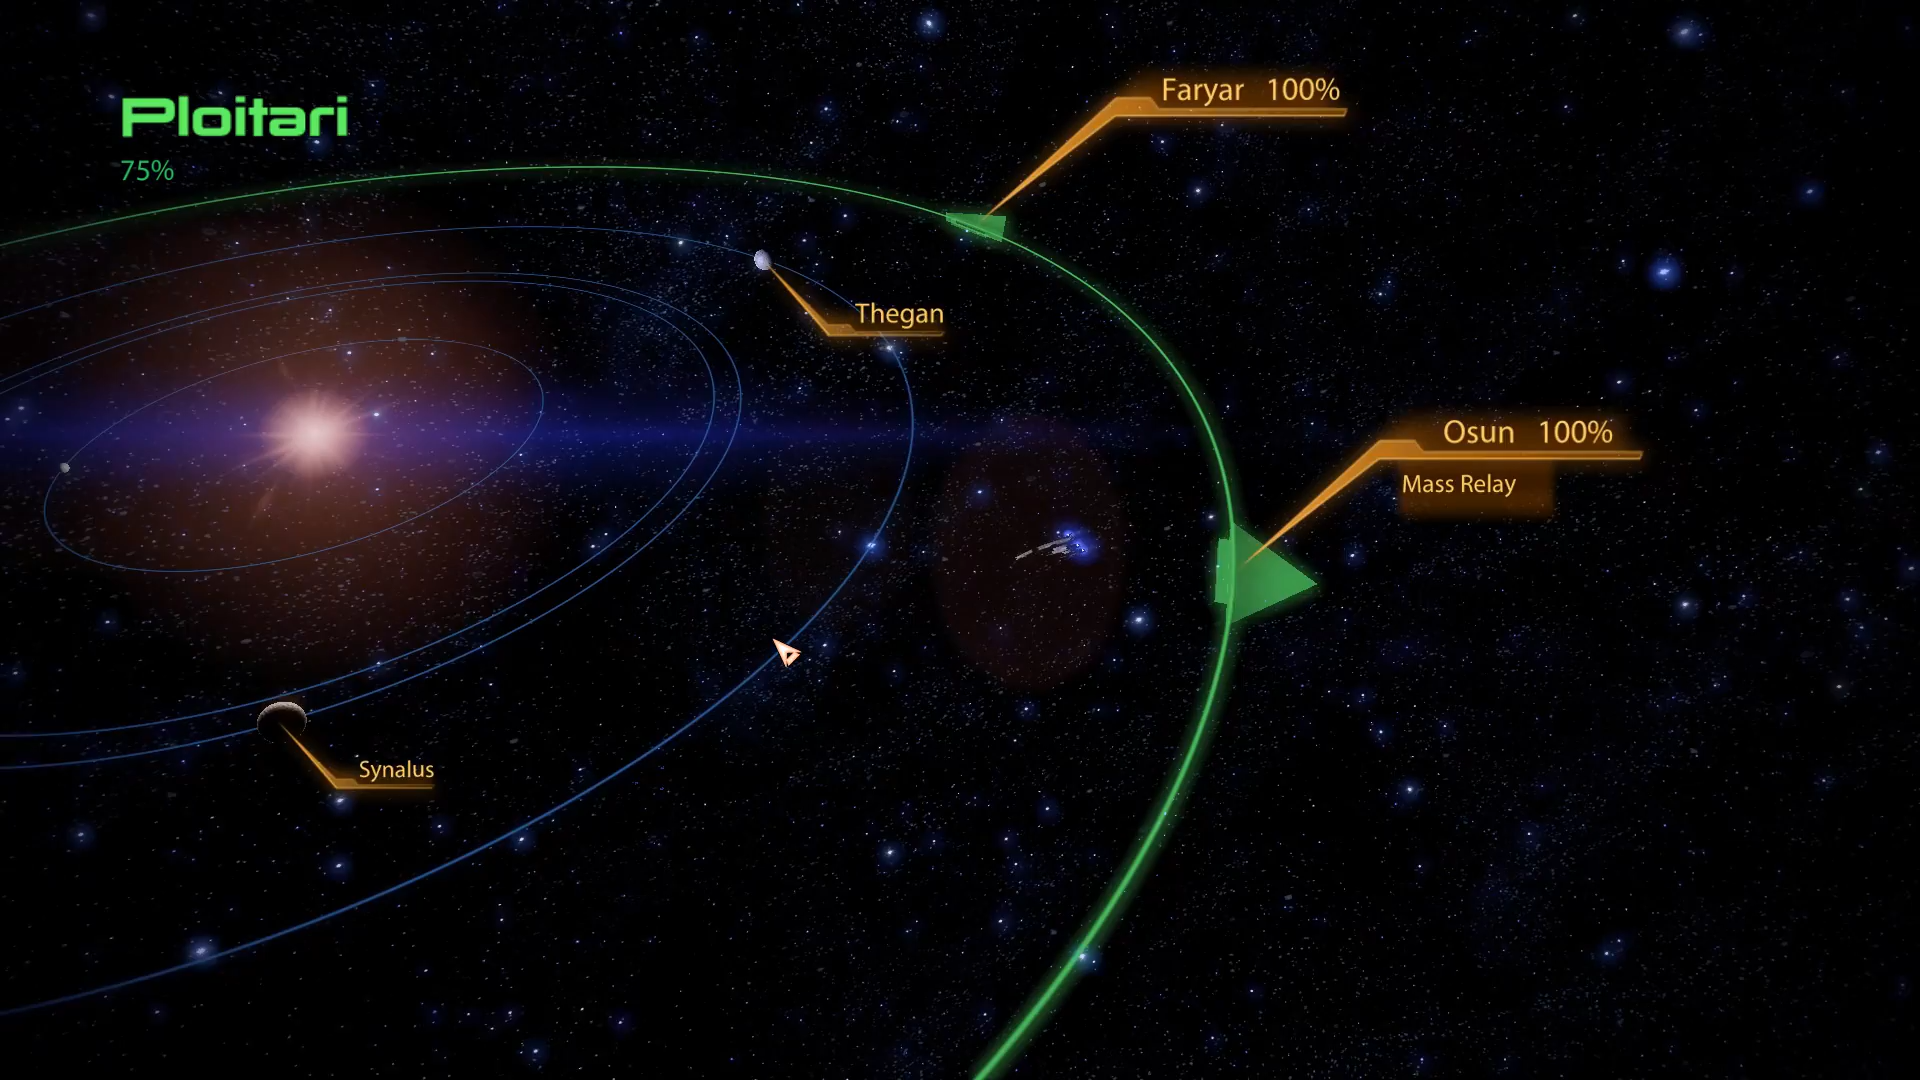 Ploitari
75%
Faryar 100%
Thegan
Osun 100%
Mass Relay
Synalus